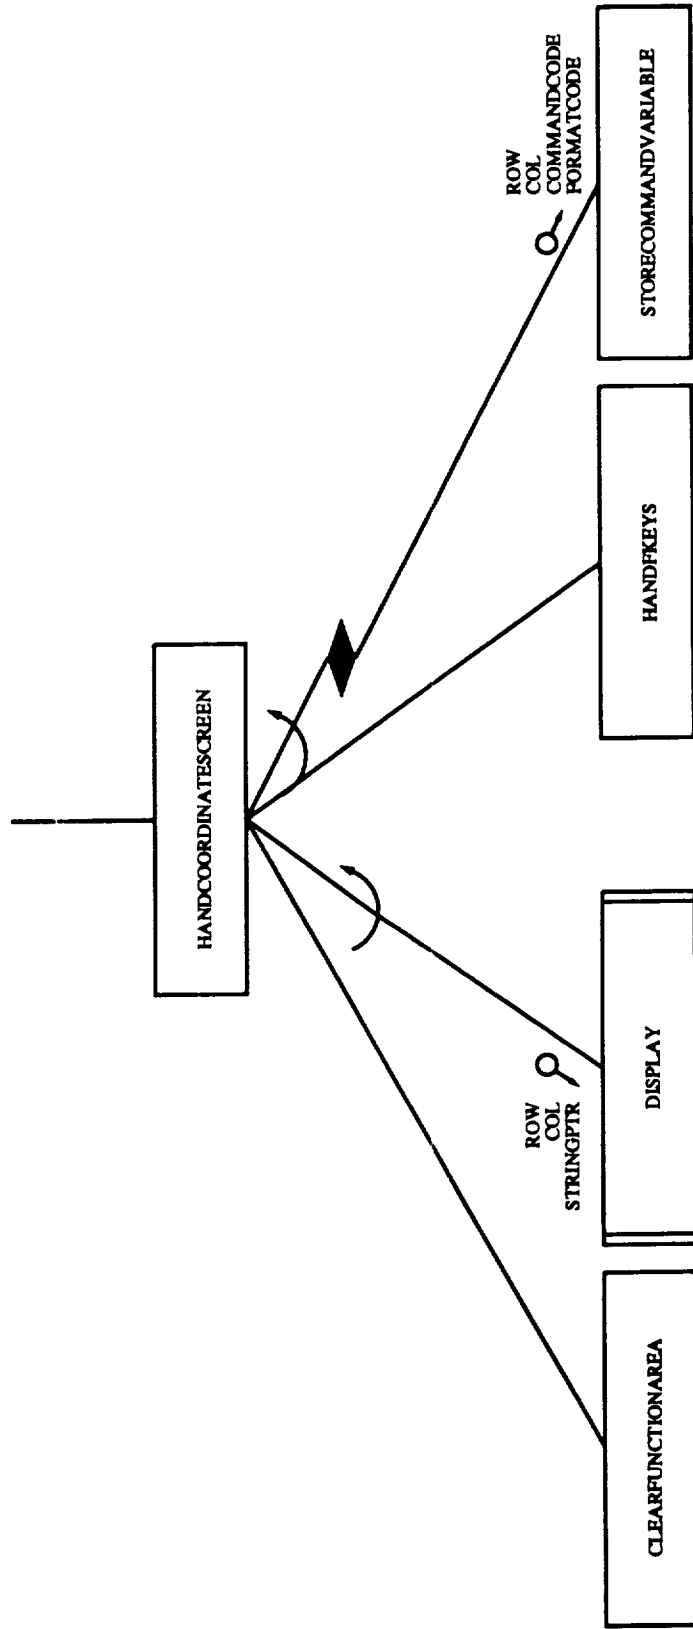 HANDCOORDINATESCREEN
ROW
COL
STRINGPTR
ROW
COL
COMMANDCODE
FORMATCODE
CLEARFUNCTIONAREA
DISPLAY
HANDFKEYS
STORECOMMANDVARIABLE